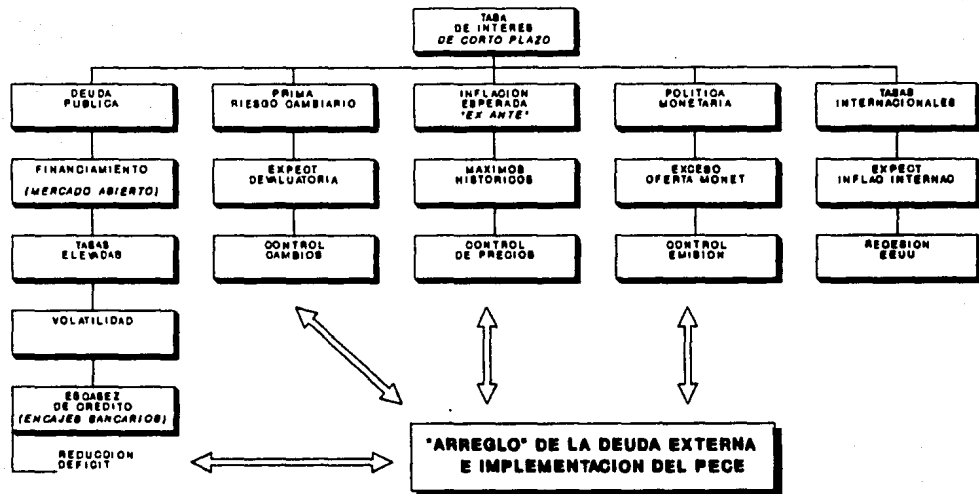 TASA
DE INTERES
DE CORTO PLAZO
DEUDA
PUBLICA
FINANCIAMIENTO
(MERCADO ABIERTO)
TASAS
ELEVADAS
VOLATILIDAD
ESCASEZ
DE CREDITO
(ENCAJES BANCARIOS)
REDUCCION
DEFICIT
PRIMA
RIESGO CAMBIARIO
EXPECT
DEVALUATORIA
CONTROL
CAMBIOS
INFLACION
ESPERADA
"EX ANTE"
MAXIMOS
HISTORICOS
CONTROL
DE PRECIOS
POLITICA
MONETARIA
EXCESO
OFERTA MONET
CONTROL
EMISION
TASAS
INTERNACIONALES
EXPECT
INFLAC INTERNAC
RECESION
EEUU
"ARREGLO" DE LA DEUDA EXTERNA
E IMPLEMENTACION DEL PECE